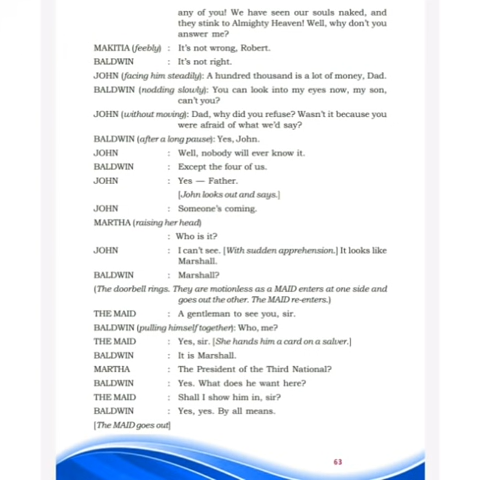 any of you! We have seen our souls naked, and
they stink to Almighty Heaven! Well, why don't you
answer me?
MAKITIA (feebly) : It's not wrong, Robert.
BALDWIN : It's not right.
JOHN (facing him steadily): A hundred thousand is a lot of money, Dad.
BALDWIN (nodding slowly): You can look into my eyes now, my son,
can't you?
JOHN (without moving): Dad, why did you refuse? Wasn't it because you
were afraid of what we'd say?
BALDWIN (after a long pause): Yes, John.
JOHN : Well, nobody will ever know it.
BALDWIN : Except the four of us.
JOHN : Yes — Father.
[John looks out and says.]
JOHN : Someone's coming.
MARTHA (raising her head)
: Who is it?
JOHN : I can't see. [With sudden apprehension.] It looks like
Marshall.
BALDWIN : Marshall?
(The doorbell rings. They are motionless as a MAID enters at one side and
goes out the other. The MAID re-enters.)
THE MAID : A gentleman to see you, sir.
BALDWIN (pulling himself together): Who, me?
THE MAID : Yes, sir. [She hands him a card on a salver.]
BALDWIN : It is Marshall.
MARTHA : The President of the Third National?
BALDWIN : Yes. What does he want here?
THE MAID : Shall I show him in, sir?
BALDWIN : Yes, yes. By all means.
[The MAID goes out]
63